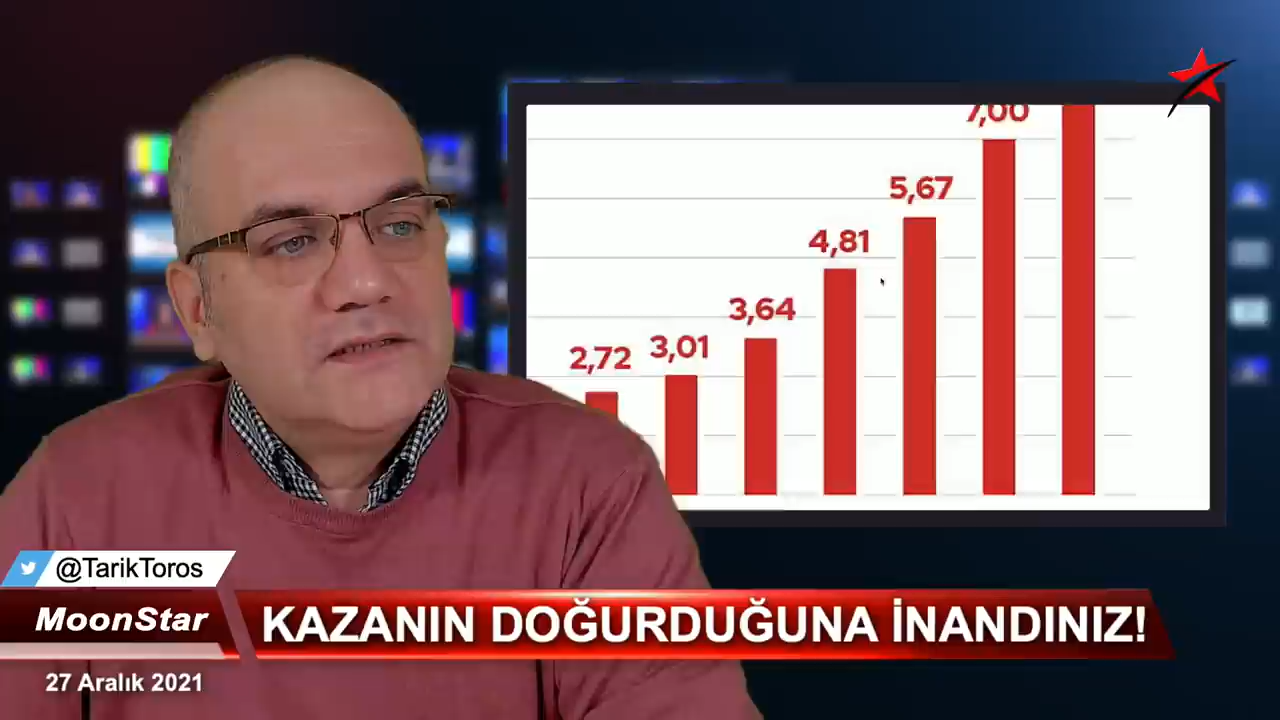 7,00
5,67
4,81
3,64
3,01
2,72
@TarikToros
MoonStar
KAZANIN DOĞURDUĞUNA İNANDINIZ!
27 Aralık 2021